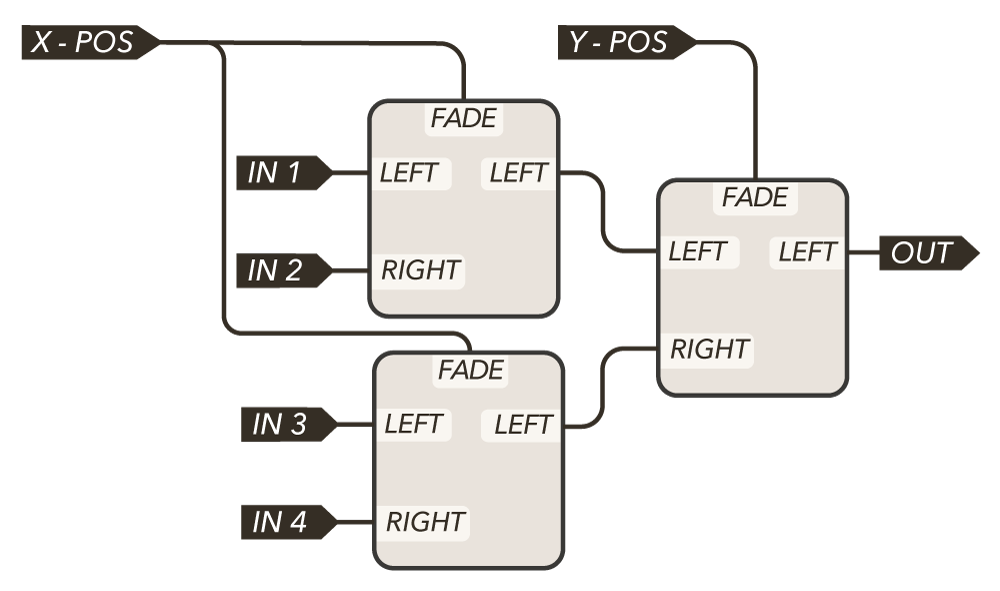 X - POS
Y - POS
FADE
IN 1
LEFT
LEFT
IN 2
RIGHT
FADE
LEFT
LEFT
OUT
RIGHT
FADE
IN 3
LEFT
LEFT
IN 4
RIGHT